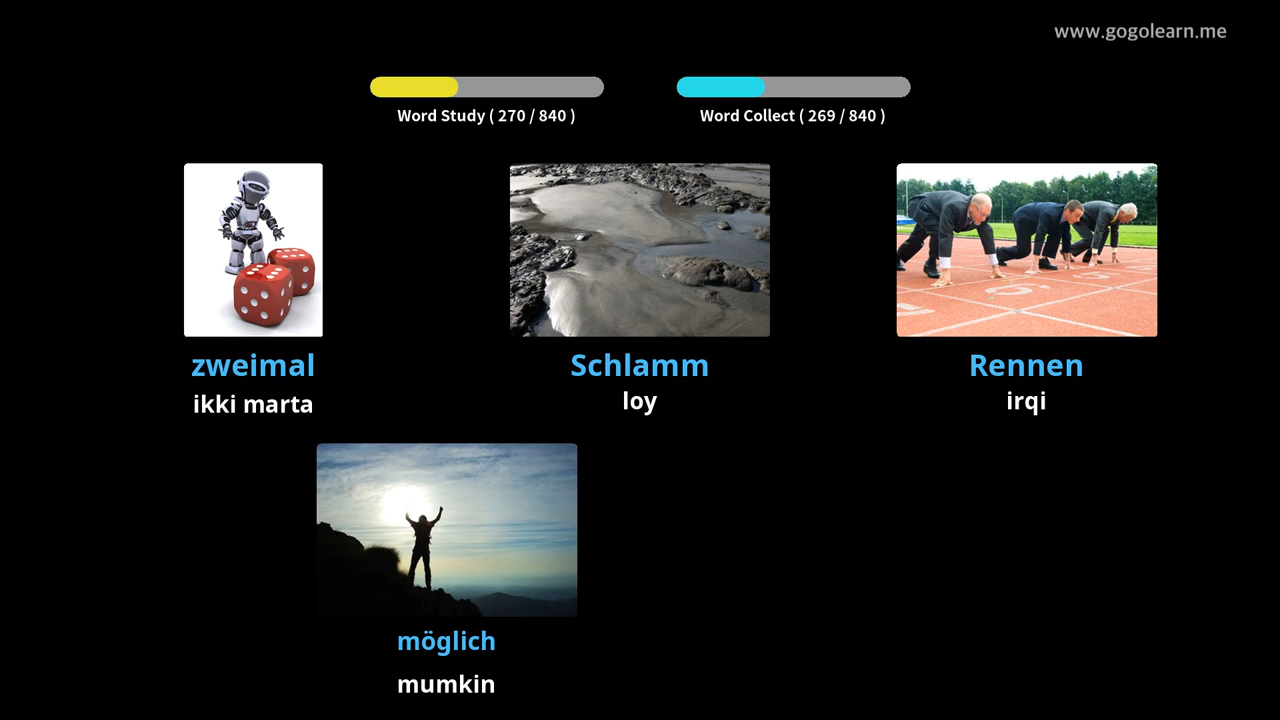 www.gogolearn.me
Word Study ( 270 / 840 )
Word Collect ( 269 / 840 )
zweimal
ikki marta
Schlamm
loy
Rennen
irqi
möglich
mumkin